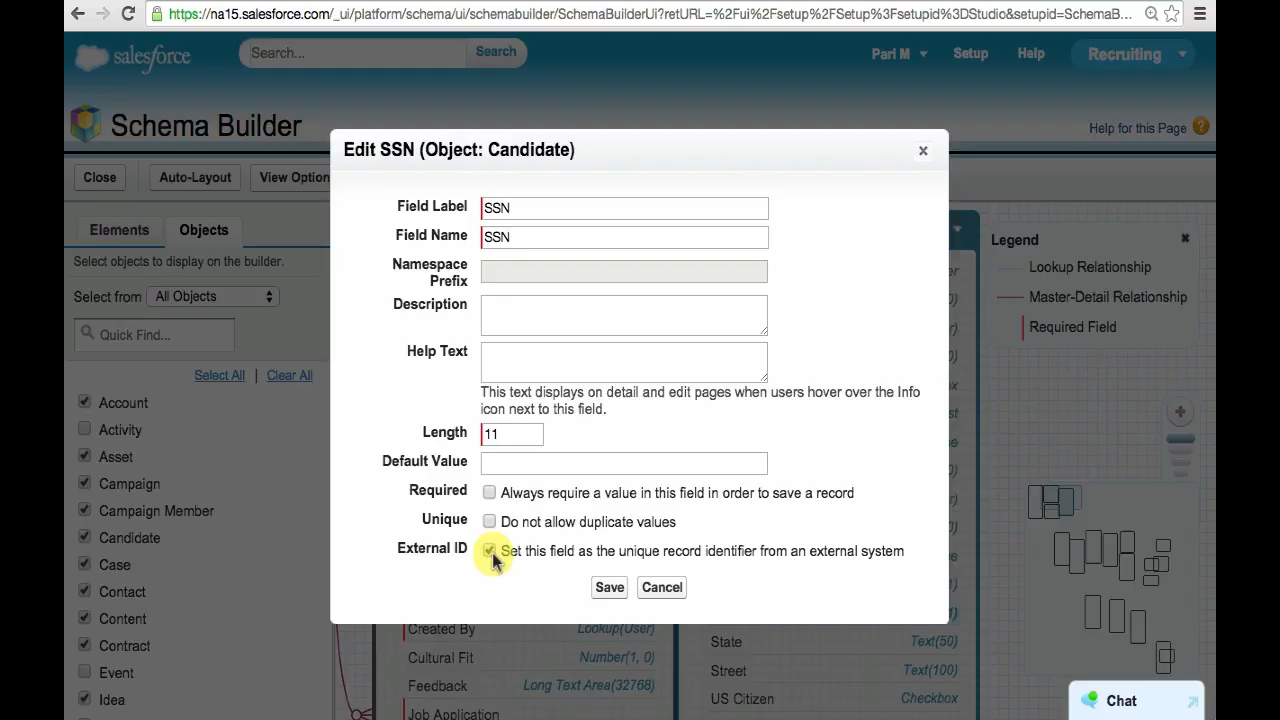 https://na15.salesforce.com/_ui/platform/schema/ui/schemabuilder/SchemaBuilderUi?retURL=%2Fui%2Fsetup%2FSetup%3Fsetupid%3DStudio&setupid=SchemaB...
salesforce
Search...
Search
Pari M
Setup
Help
Recruiting
Schema Builder
Help for this Page
Close
Auto-Layout
View Option
Elements
Objects
Select objects to display on the builder.
Select from All Objects
Quick Find...
Select All | Clear All
Account
Activity
Asset
Campaign
Campaign Member
Candidate
Case
Contact
Content
Contract
Event
Idea
Edit SSN (Object: Candidate)
x
Field Label SSN
Field Name SSN
Namespace
Prefix
Description
Help Text
This text displays on detail and edit pages when users hover over the Info
icon next to this field.
Length 11
Default Value
Required Always require a value in this field in order to save a record
Unique Do not allow duplicate values
External ID Set this field as the unique record identifier from an external system
Save
Cancel
Created By Lookup(User)
Cultural Fit Number(1, 0)
Feedback Long Text Area(32768)
Job Application
State Text(50)
Street Text(100)
US Citizen Checkbox
Legend
Lookup Relationship
Master-Detail Relationship
Required Field
Chat